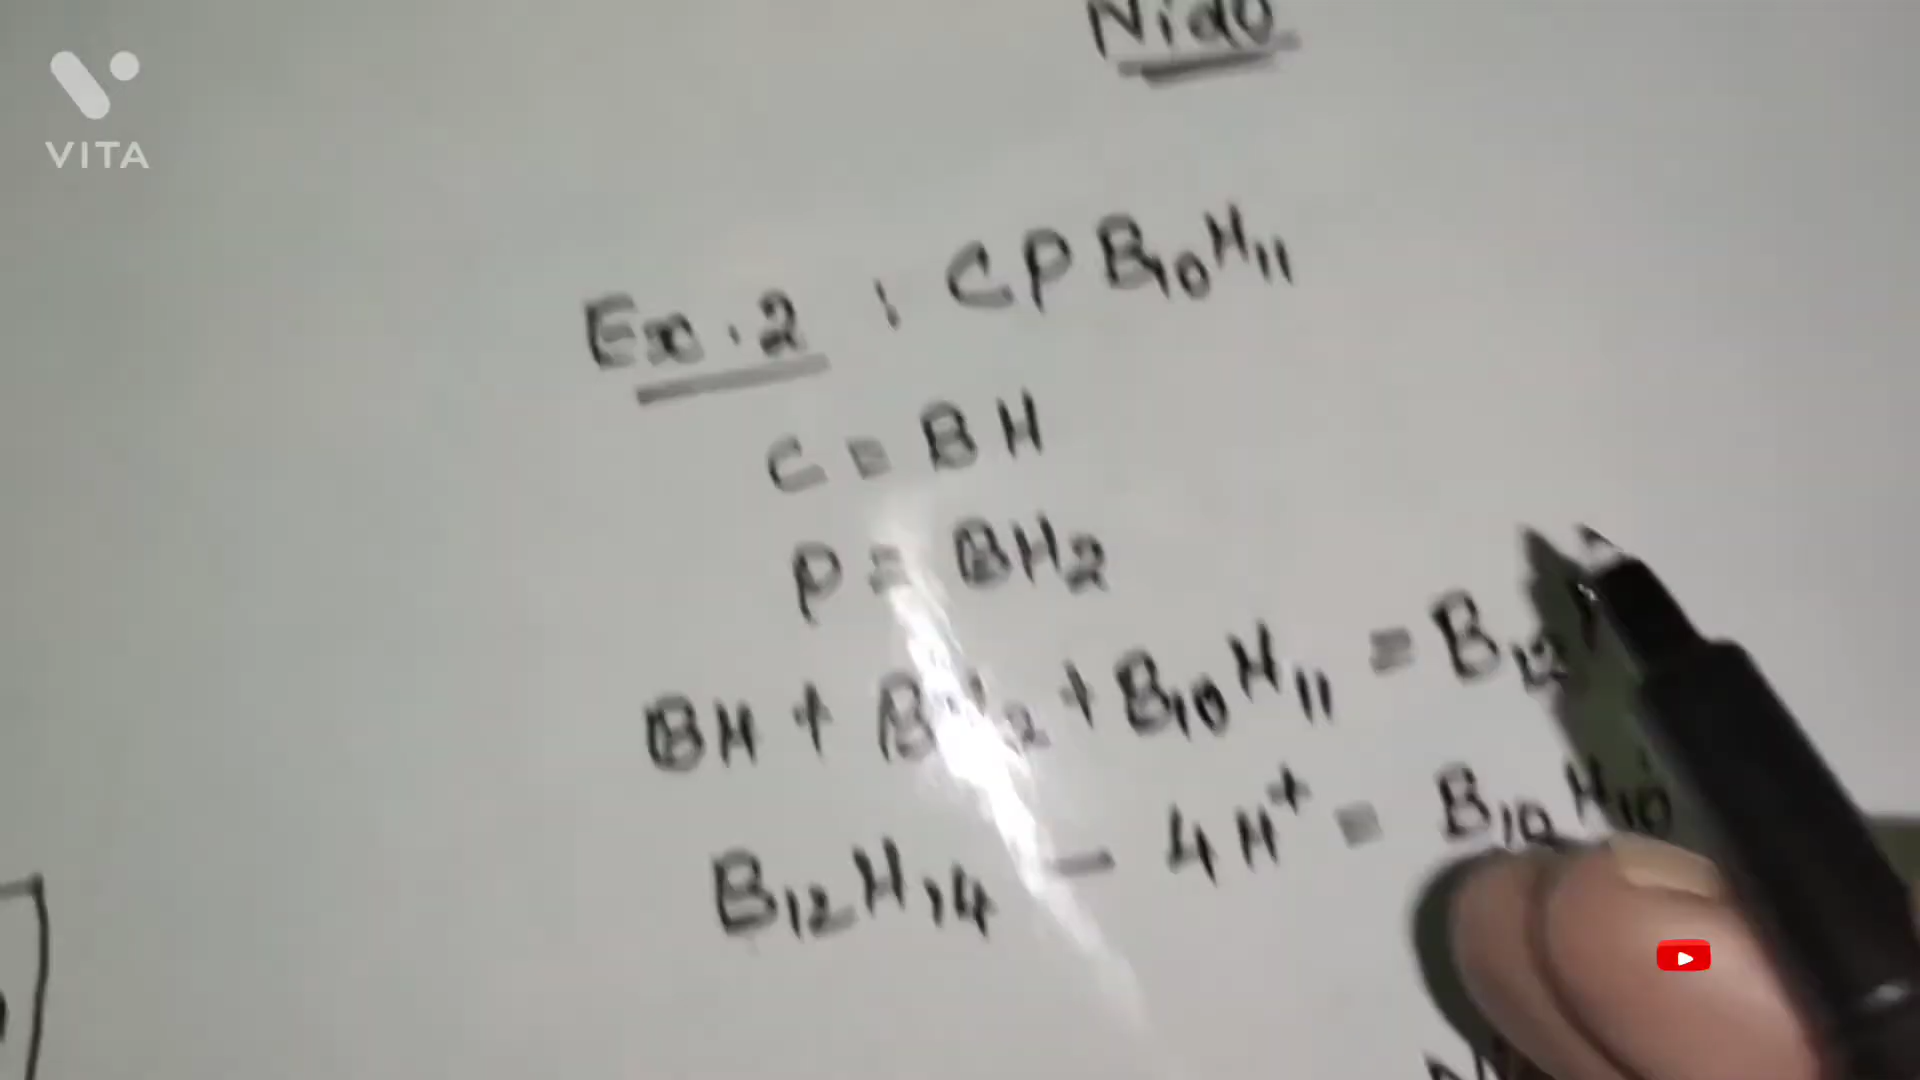 VITA
Nido
Ex.2 : CPB10H11
C = BH
P = BH2
BH + BH2 + B10H11 = B12
B12H14 - 4H+ = B10H10